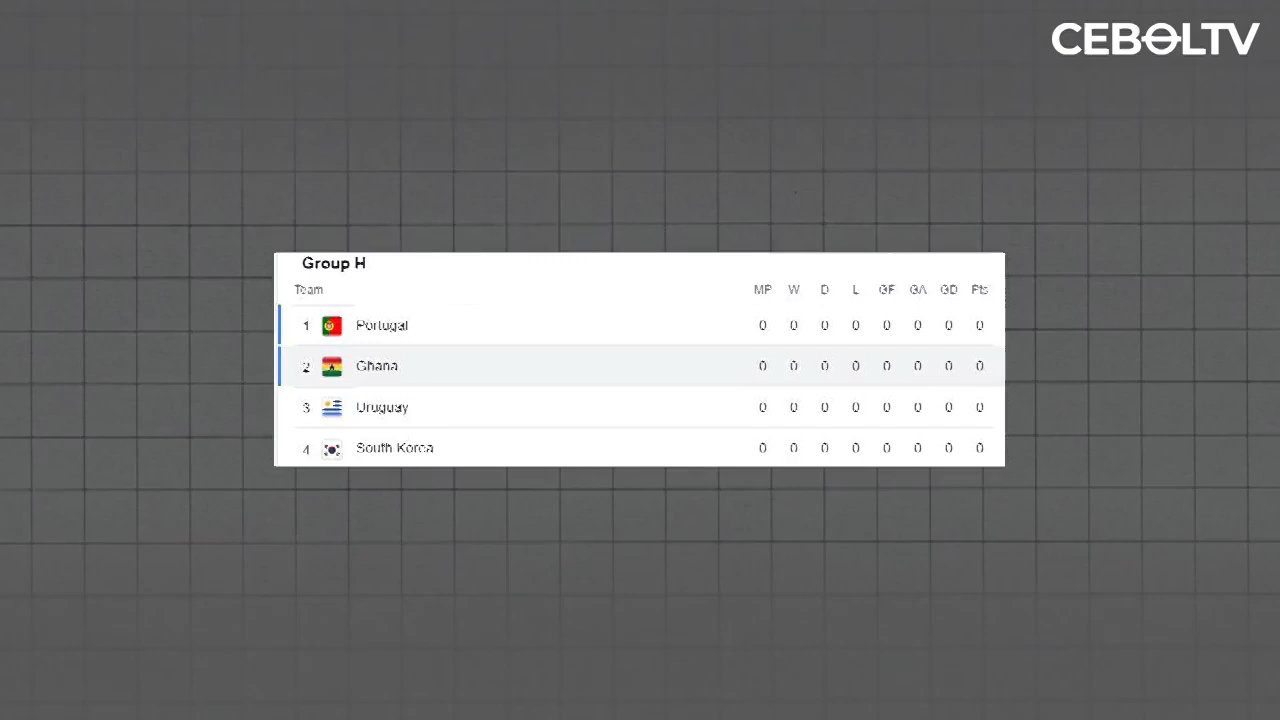 CEBOLTV
Group H
Team MP W D L GF GA GD Pts
1 Portugal 0 0 0 0 0 0 0 0
2 Ghana 0 0 0 0 0 0 0 0
3 Uruguay 0 0 0 0 0 0 0 0
4 South Korea 0 0 0 0 0 0 0 0